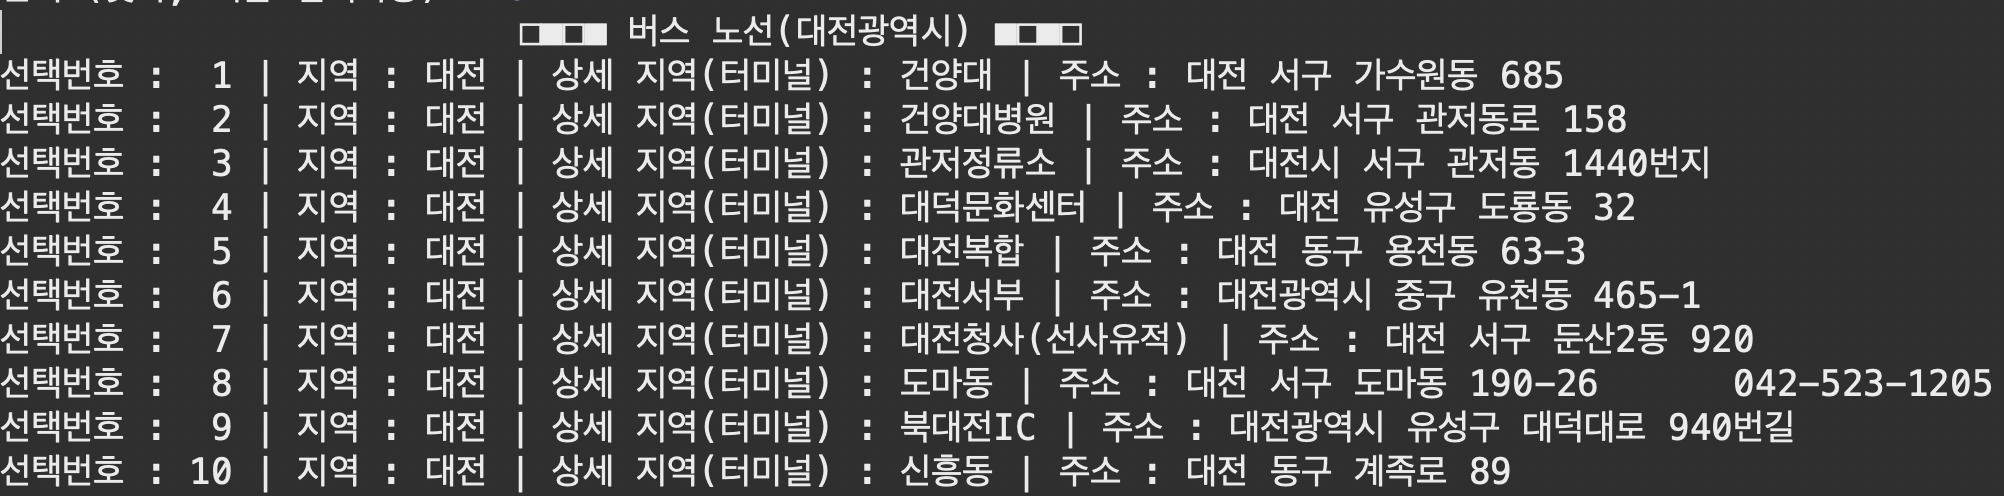 □■□■ 버스 노선(대전광역시) ■□■□
선택번호 :  1 | 지역 : 대전 | 상세 지역(터미널) : 건양대 | 주소 : 대전 서구 가수원동 685
선택번호 :  2 | 지역 : 대전 | 상세 지역(터미널) : 건양대병원 | 주소 : 대전 서구 관저동로 158
선택번호 :  3 | 지역 : 대전 | 상세 지역(터미널) : 관저정류소 | 주소 : 대전시 서구 관저동 1440번지
선택번호 :  4 | 지역 : 대전 | 상세 지역(터미널) : 대덕문화센터 | 주소 : 대전 유성구 도룡동 32
선택번호 :  5 | 지역 : 대전 | 상세 지역(터미널) : 대전복합 | 주소 : 대전 동구 용전동 63-3
선택번호 :  6 | 지역 : 대전 | 상세 지역(터미널) : 대전서부 | 주소 : 대전광역시 중구 유천동 465-1
선택번호 :  7 | 지역 : 대전 | 상세 지역(터미널) : 대전청사(선사유적) | 주소 : 대전 서구 둔산2동 920
선택번호 :  8 | 지역 : 대전 | 상세 지역(터미널) : 도마동 | 주소 : 대전 서구 도마동 190-26      042-523-1205
선택번호 :  9 | 지역 : 대전 | 상세 지역(터미널) : 북대전IC | 주소 : 대전광역시 유성구 대덕대로 940번길
선택번호 : 10 | 지역 : 대전 | 상세 지역(터미널) : 신흥동 | 주소 : 대전 동구 계족로 89